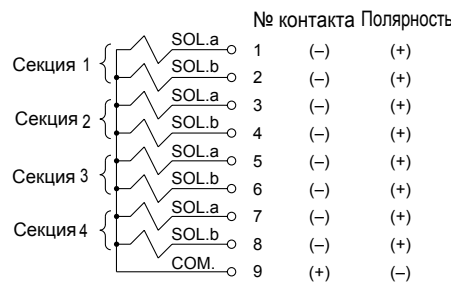 № контакта Полярность
SOL.a 1 (–) (+)
Секция 1
SOL.b 2 (–) (+)
SOL.a 3 (–) (+)
Секция 2
SOL.b 4 (–) (+)
SOL.a 5 (–) (+)
Секция 3
SOL.b 6 (–) (+)
SOL.a 7 (–) (+)
Секция 4
SOL.b 8 (–) (+)
COM. 9 (+) (–)